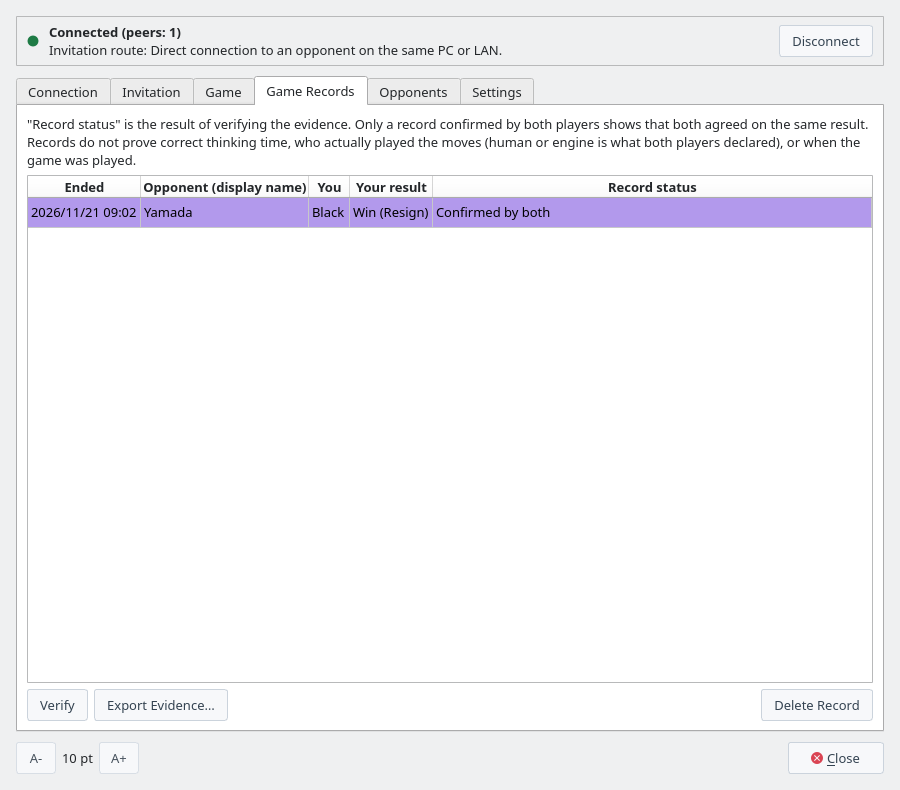 Connected (peers: 1)
Invitation route: Direct connection to an opponent on the same PC or LAN.
Disconnect
Connection Invitation Game Game Records Opponents Settings
"Record status" is the result of verifying the evidence. Only a record confirmed by both players shows that both agreed on the same result.
Records do not prove correct thinking time, who actually played the moves (human or engine is what both players declared), or when the
game was played.
Ended Opponent (display name) You Your result Record status
2026/11/21 09:02 Yamada Black Win (Resign) Confirmed by both
Verify Export Evidence... Delete Record
A- 10 pt A+ Close